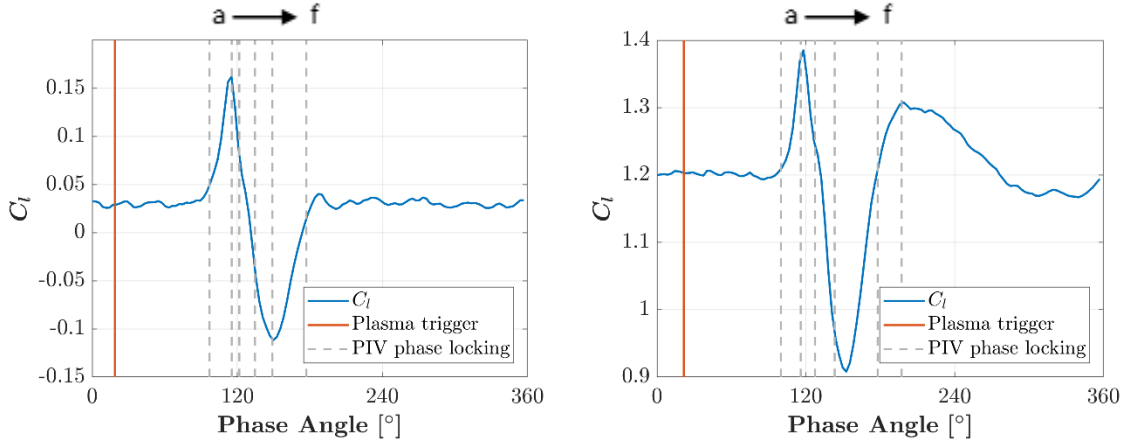 a f
0.15
0.1
0.05
0
-0.05
-0.1
-0.15
C_l
C_l
Plasma trigger
PIV phase locking
0 120 240 360
Phase Angle [°]
a f
1.4
1.3
1.2
1.1
1
0.9
C_l
C_l
Plasma trigger
PIV phase locking
0 120 240 360
Phase Angle [°]